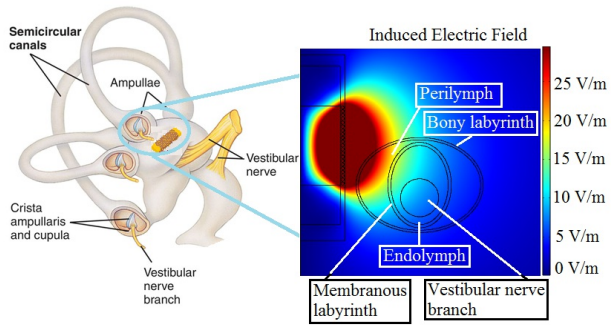 Semicircular
canals
Ampullae
Vestibular
nerve
Crista
ampullaris
and cupula
Vestibular
nerve
branch
Induced Electric Field
Perilymph
Bony labyrinth
Endolymph
Membranous
labyrinth
Vestibular nerve
branch
25 V/m
20 V/m
15 V/m
10 V/m
5 V/m
0 V/m